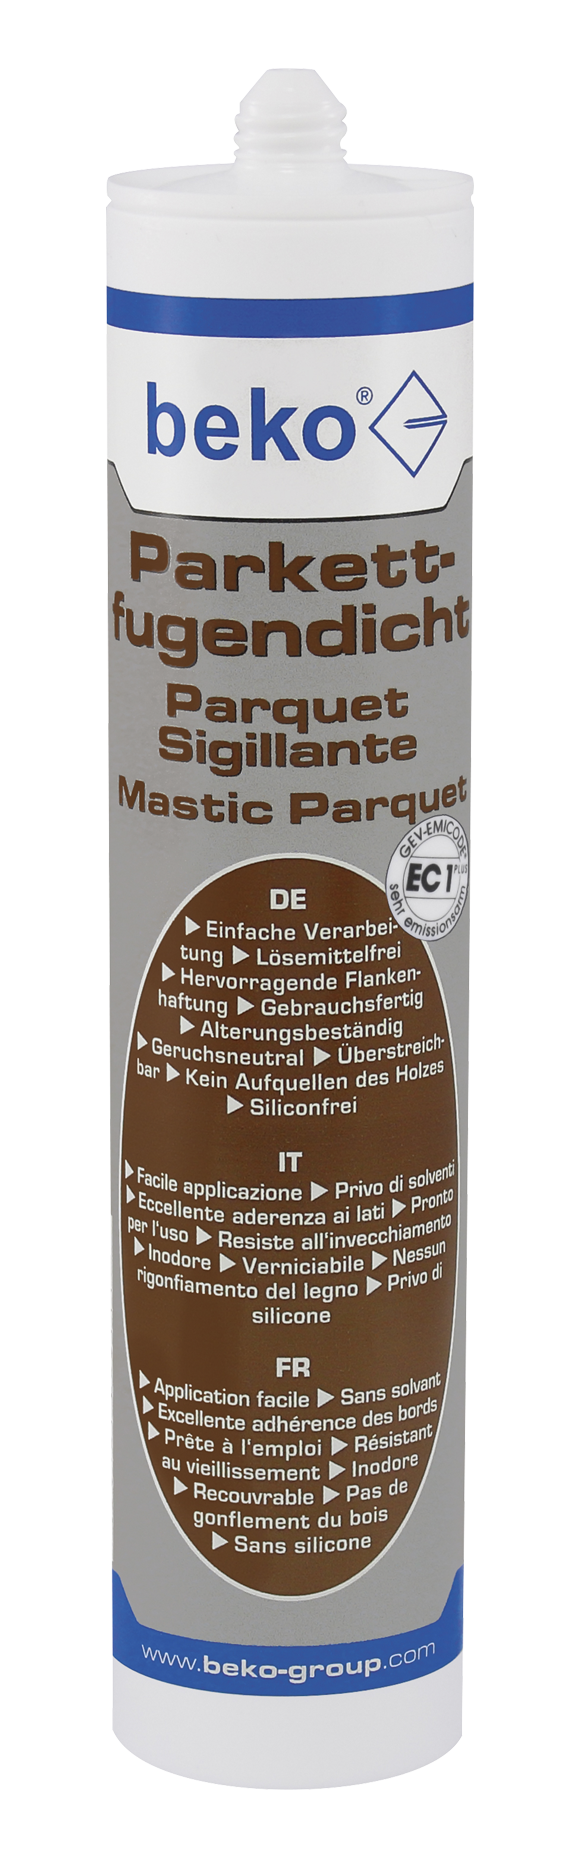 beko®
Parkett-
fugendicht
Parquet
Sigillante
Mastic Parquet
GEV-EMICODE®
EC 1 PLUS
sehr emissionsarm
DE
▶ Einfache Verarbei-
tung ▶ Lösemittelfrei
▶ Hervorragende Flanken-
haftung ▶ Gebrauchsfertig
▶ Alterungsbeständig
▶ Geruchsneutral ▶ Überstreich-
bar ▶ Kein Aufquellen des Holzes
▶ Siliconfrei
IT
▶ Facile applicazione ▶ Privo di solventi
▶ Eccellente aderenza ai lati ▶ Pronto
per l'uso ▶ Resiste all'invecchiamento
▶ Inodore ▶ Verniciabile ▶ Nessun
rigonfiamento del legno ▶ Privo di
silicone
FR
▶ Application facile ▶ Sans solvant
▶ Excellente adhérence des bords
▶ Prête à l'emploi ▶ Résistant
au vieillissement ▶ Inodore
▶ Recouvrable ▶ Pas de
gonflement du bois
▶ Sans silicone
www.beko-group.com